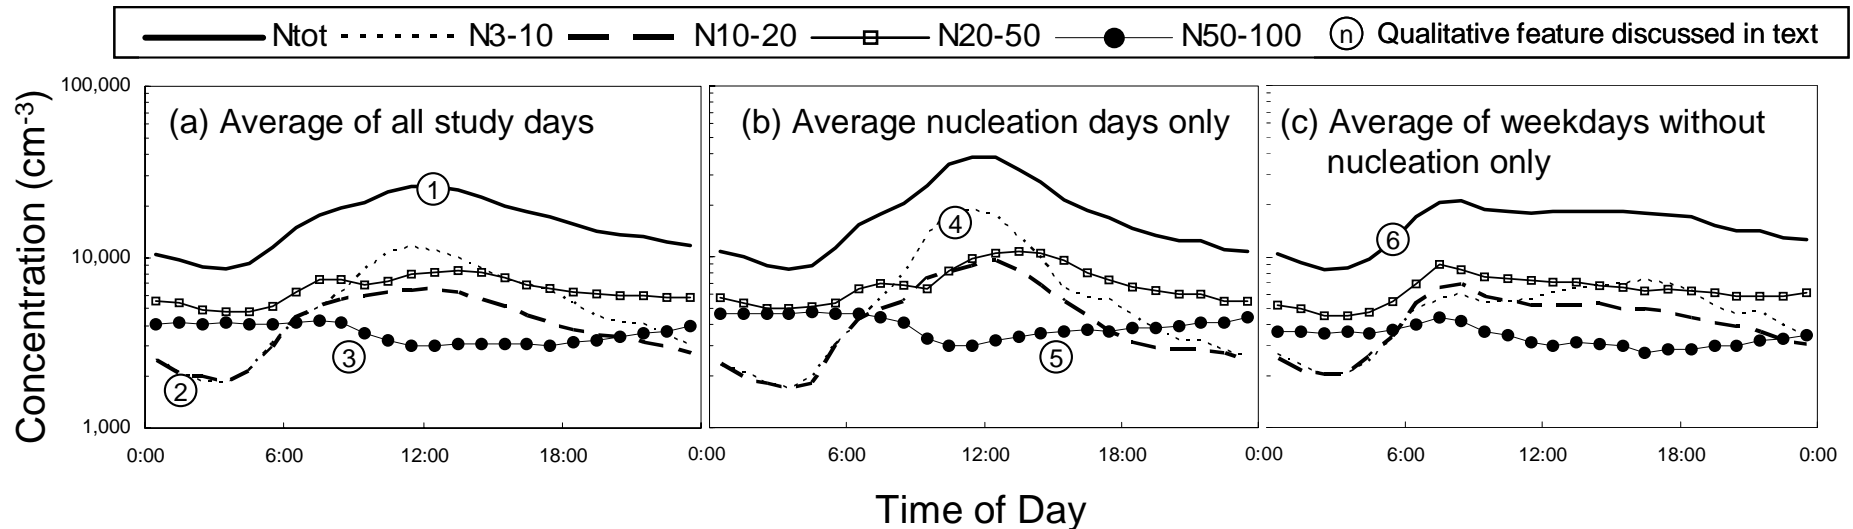 Ntot N3-10 N10-20 N20-50 N50-100 n Qualitative feature discussed in text
Concentration (cm-3)
100,000
10,000
1,000
(a) Average of all study days
1
2
3
0:00 6:00 12:00 18:00
(b) Average nucleation days only
4
5
0:00 6:00 12:00 18:00
(c) Average of weekdays without
nucleation only
6
0:00 6:00 12:00 18:00 0:00
Time of Day